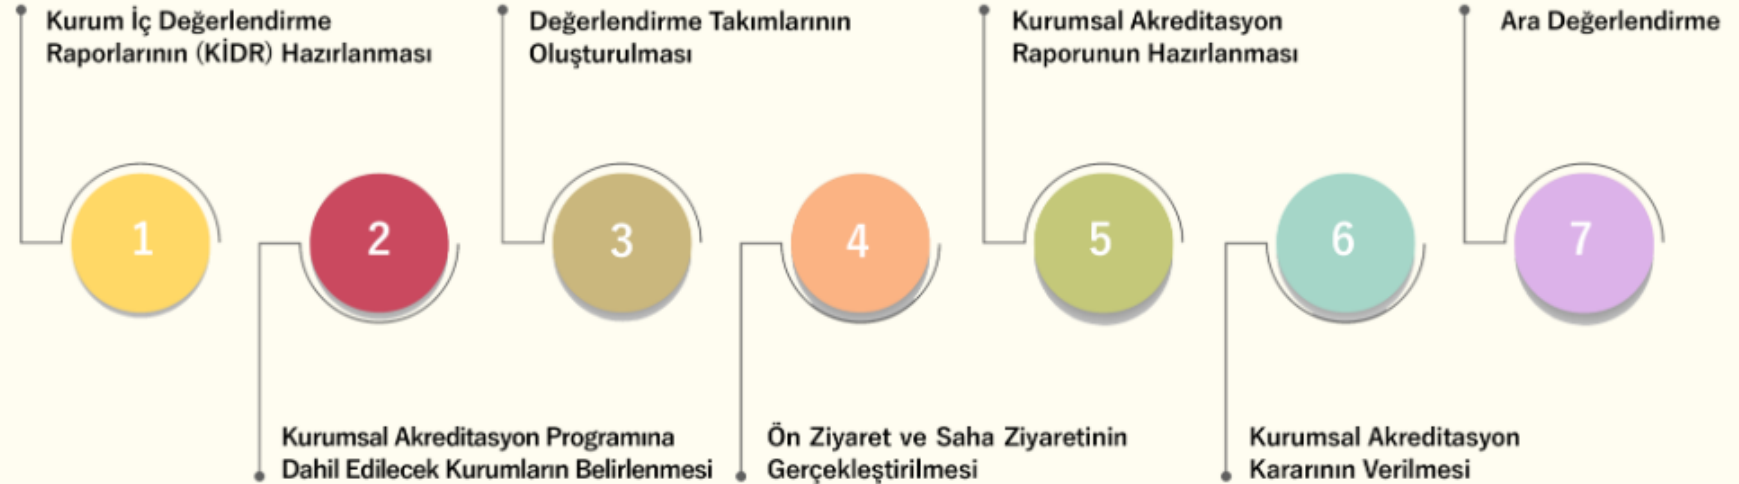 Kurum İç Değerlendirme
Raporlarının (KİDR) Hazırlanması
Değerlendirme Takımlarının
Oluşturulması
Kurumsal Akreditasyon
Raporunun Hazırlanması
Ara Değerlendirme
1
2
3
4
5
6
7
Kurumsal Akreditasyon Programına
Dahil Edilecek Kurumların Belirlenmesi
Ön Ziyaret ve Saha Ziyaretinin
Gerçekleştirilmesi
Kurumsal Akreditasyon
Kararının Verilmesi